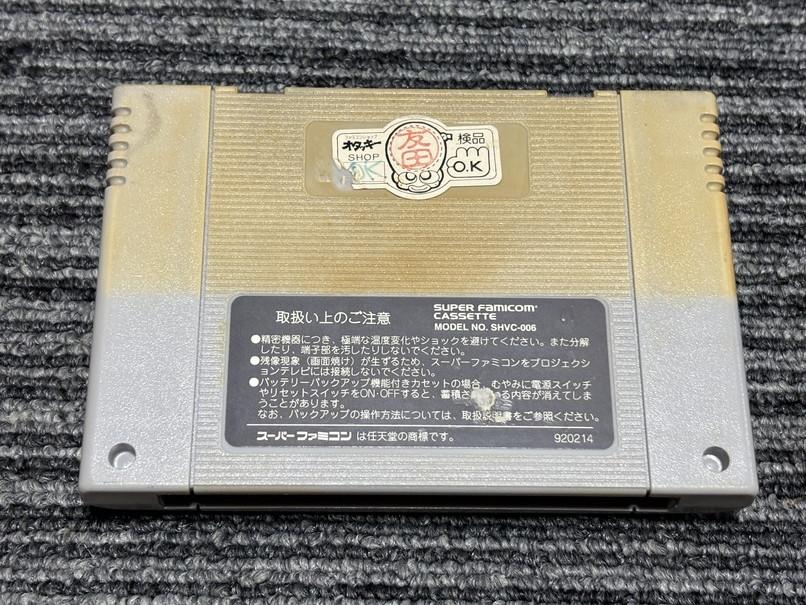 ファミコンショップ
オタッキー
SHOP
OK
友田
検品
O.K
取扱い上のご注意
SUPER FAMICOM
CASSETTE
MODEL NO. SHVC-006
●精密機器につき、極端な温度変化やショックを避けてください。また分解
したり、端子部を汚したりしないでください。
●残像現象（画面焼け）が生ずるため、スーパーファミコンをプロジェクシ
ョンテレビには接続しないでください。
●バッテリーバックアップ機能付きカセットの場合、むやみに電源スイッチ
やリセットスイッチをON・OFFすると、蓄積さ る内容が消えてしま
うことがあります。
なお、バックアップの操作方法については、取扱 書をご参照ください。
スーパーファミコン は任天堂の商標です。
920214